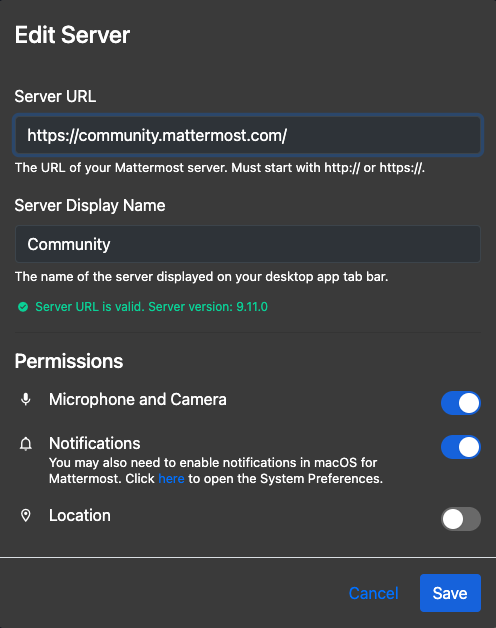 Edit Server
Server URL
https://community.mattermost.com/
The URL of your Mattermost server. Must start with http:// or https://.
Server Display Name
Community
The name of the server displayed on your desktop app tab bar.
Server URL is valid. Server version: 9.11.0
Permissions
Microphone and Camera
Notifications
You may also need to enable notifications in macOS for
Mattermost. Click here to open the System Preferences.
Location
Cancel
Save